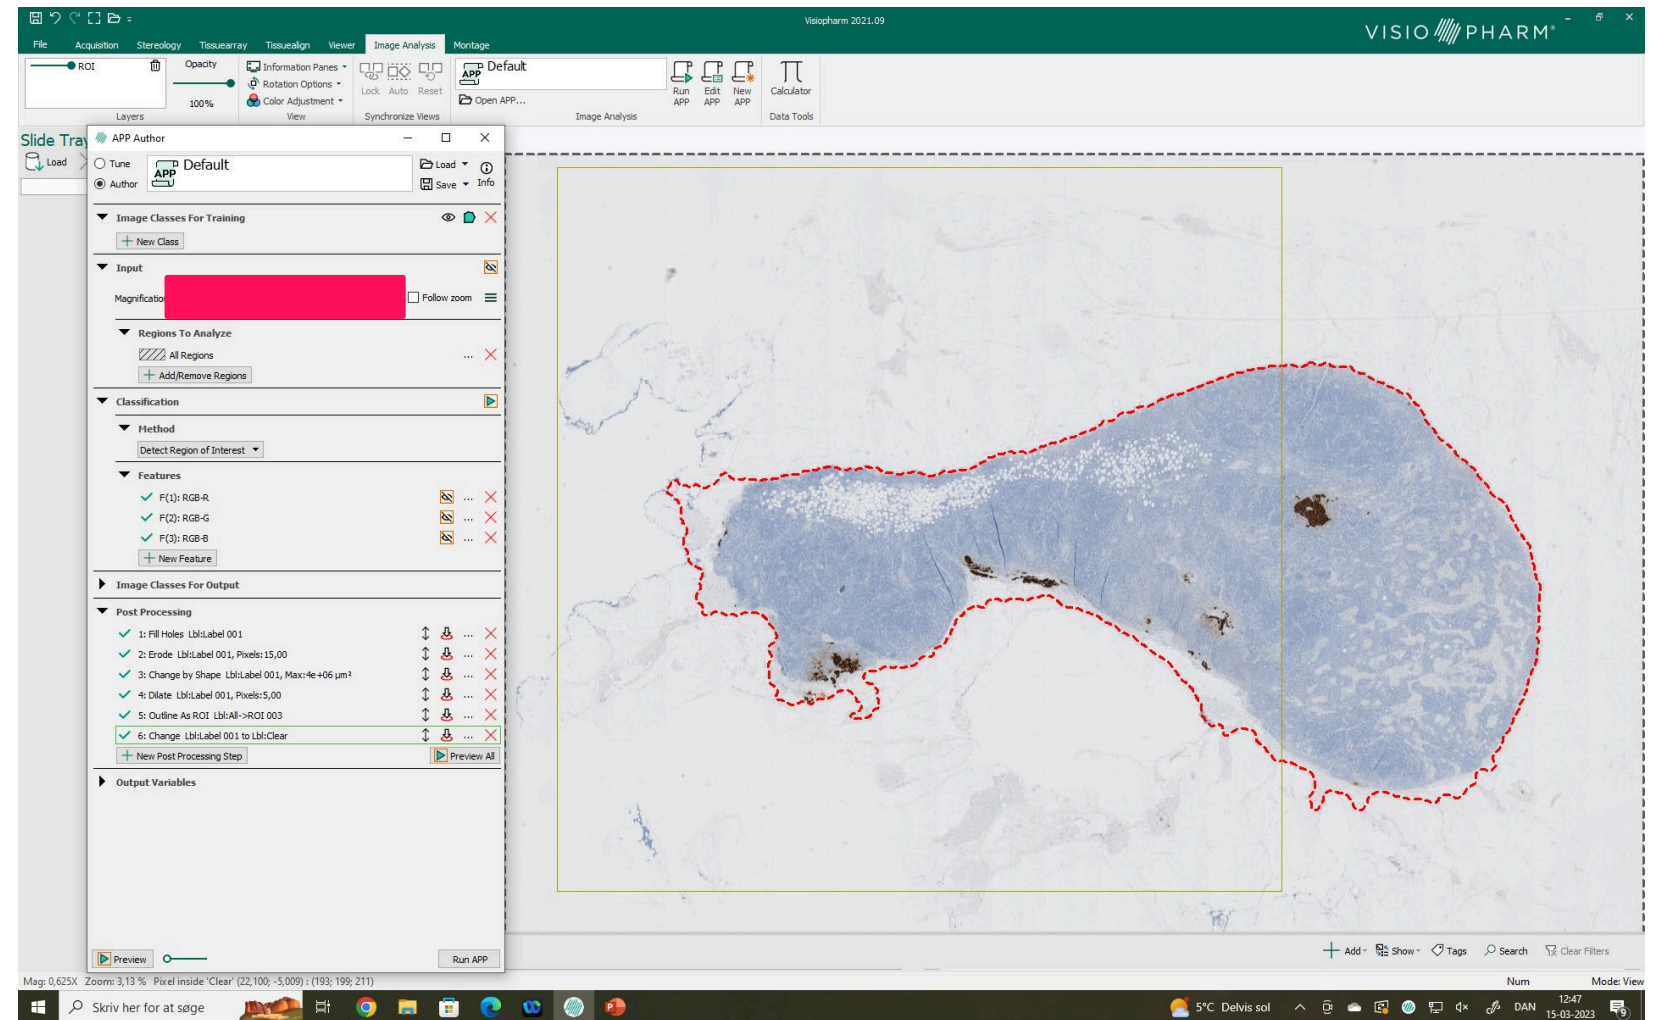 Visiopharm 2021.09
VISIOPHARM®
File Acquisition Stereology Tissuearray Tissuealign Viewer Image Analysis Montage
ROI
Opacity
100%
Layers
Information Panes
Rotation Options
Color Adjustment
View
Lock Auto Reset
Synchronize Views
APP Default
Open APP...
Run APP
Edit APP
New APP
Image Analysis
Calculator
Data Tools
Slide Tra
Load
APP Author
Tune
Author
APP Default
Load
Save
Info
Image Classes For Training
New Class
Input
Magnificatio
Follow zoom
Regions To Analyze
All Regions ...
Add/Remove Regions
Classification
Method
Detect Region of Interest
Features
F(1): RGB-R ...
F(2): RGB-G ...
F(3): RGB-B ...
New Feature
Image Classes For Output
Post Processing
1: Fill Holes Lbl:Label 001 ...
2: Erode Lbl:Label 001, Pixels:15,00 ...
3: Change by Shape Lbl:Label 001, Max:4e+06 µm² ...
4: Dilate Lbl:Label 001, Pixels:5,00 ...
5: Outline As ROI Lbl:All->ROI 003 ...
6: Change Lbl:Label 001 to Lbl:Clear ...
New Post Processing Step
Preview All
Output Variables
Preview
Run APP
Add Show Tags Search Clear Filters
Mag: 0,625X Zoom: 3,13 % Pixel inside 'Clear' (22,100; -5,009) : (193; 199; 211)
Num Mode: View
Skriv her for at søge
5°C Delvis sol
DAN
12:47
15-03-2023
9